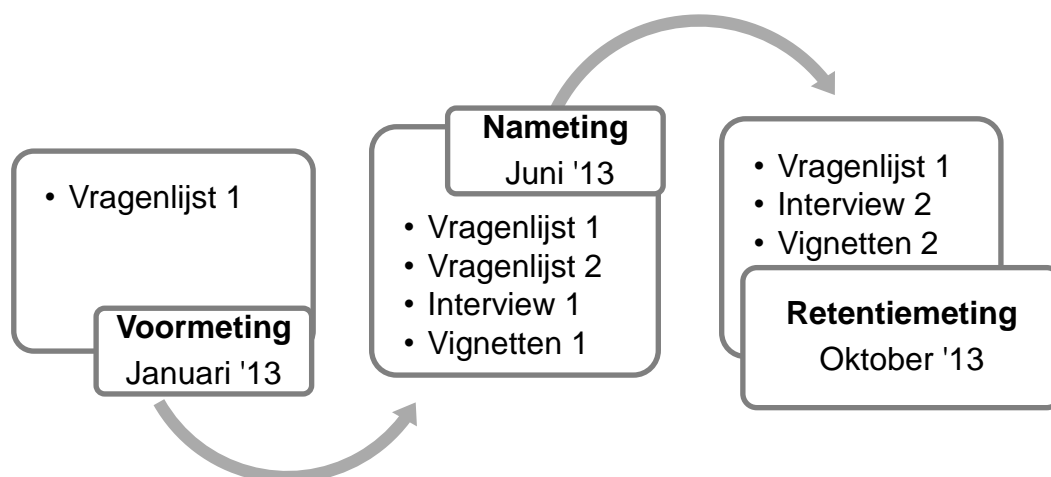 • Vragenlijst 1
Voormeting
Januari '13
Nameting
Juni '13
• Vragenlijst 1
• Vragenlijst 2
• Interview 1
• Vignetten 1
• Vragenlijst 1
• Interview 2
• Vignetten 2
Retentiemeting
Oktober '13